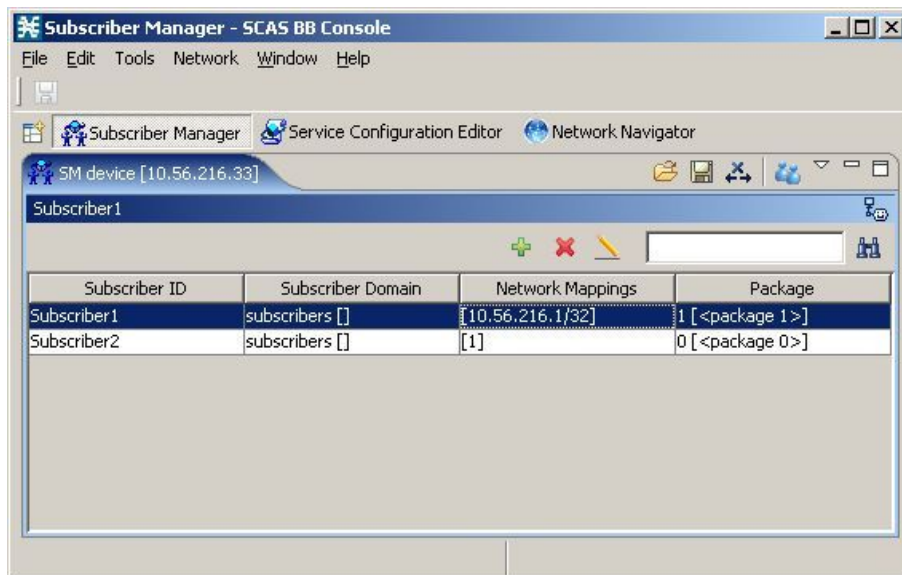 Subscriber Manager - SCAS BB Console
File Edit Tools Network Window Help
Subscriber Manager Service Configuration Editor Network Navigator
SM device [10.56.216.33]
Subscriber1
Subscriber ID Subscriber Domain Network Mappings Package
Subscriber1 subscribers [] [10.56.216.1/32] 1 [<package 1>]
Subscriber2 subscribers [] [1] 0 [<package 0>]